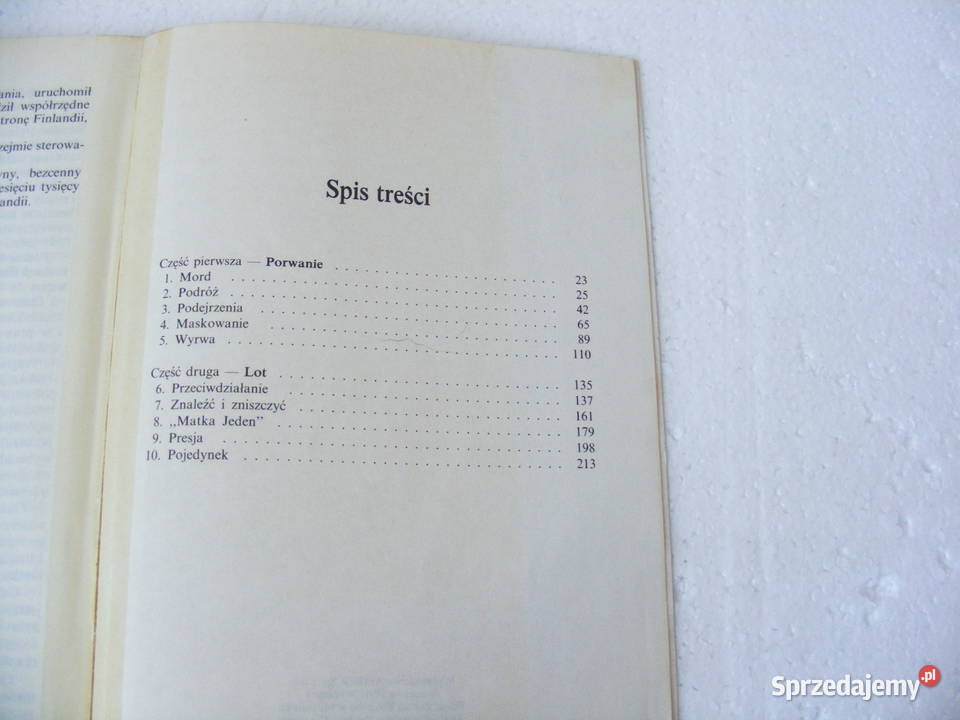 ania, uruchomił
ził współrzędne
tronę Finlandii,
zejmie sterowa-
ny, bezcenny
esięciu tysięcy
andii.
Spis treści
Część pierwsza — Porwanie . . . . . . . . . . . . . . . . . . . . 23
1. Mord . . . . . . . . . . . . . . . . . . . . 25
2. Podróż . . . . . . . . . . . . . . . . . . . . 42
3. Podejrzenia . . . . . . . . . . . . . . . . . . . . 65
4. Maskowanie . . . . . . . . . . . . . . . . . . . . 89
5. Wyrwa . . . . . . . . . . . . . . . . . . . . 110
Część druga — Lot . . . . . . . . . . . . . . . . . . . . 135
6. Przeciwdziałanie . . . . . . . . . . . . . . . . . . . . 137
7. Znaleźć i zniszczyć . . . . . . . . . . . . . . . . . . . . 161
8. „Matka Jeden” . . . . . . . . . . . . . . . . . . . . 179
9. Presja . . . . . . . . . . . . . . . . . . . . 198
10. Pojedynek . . . . . . . . . . . . . . . . . . . . 213
Sprzedajemy.pl